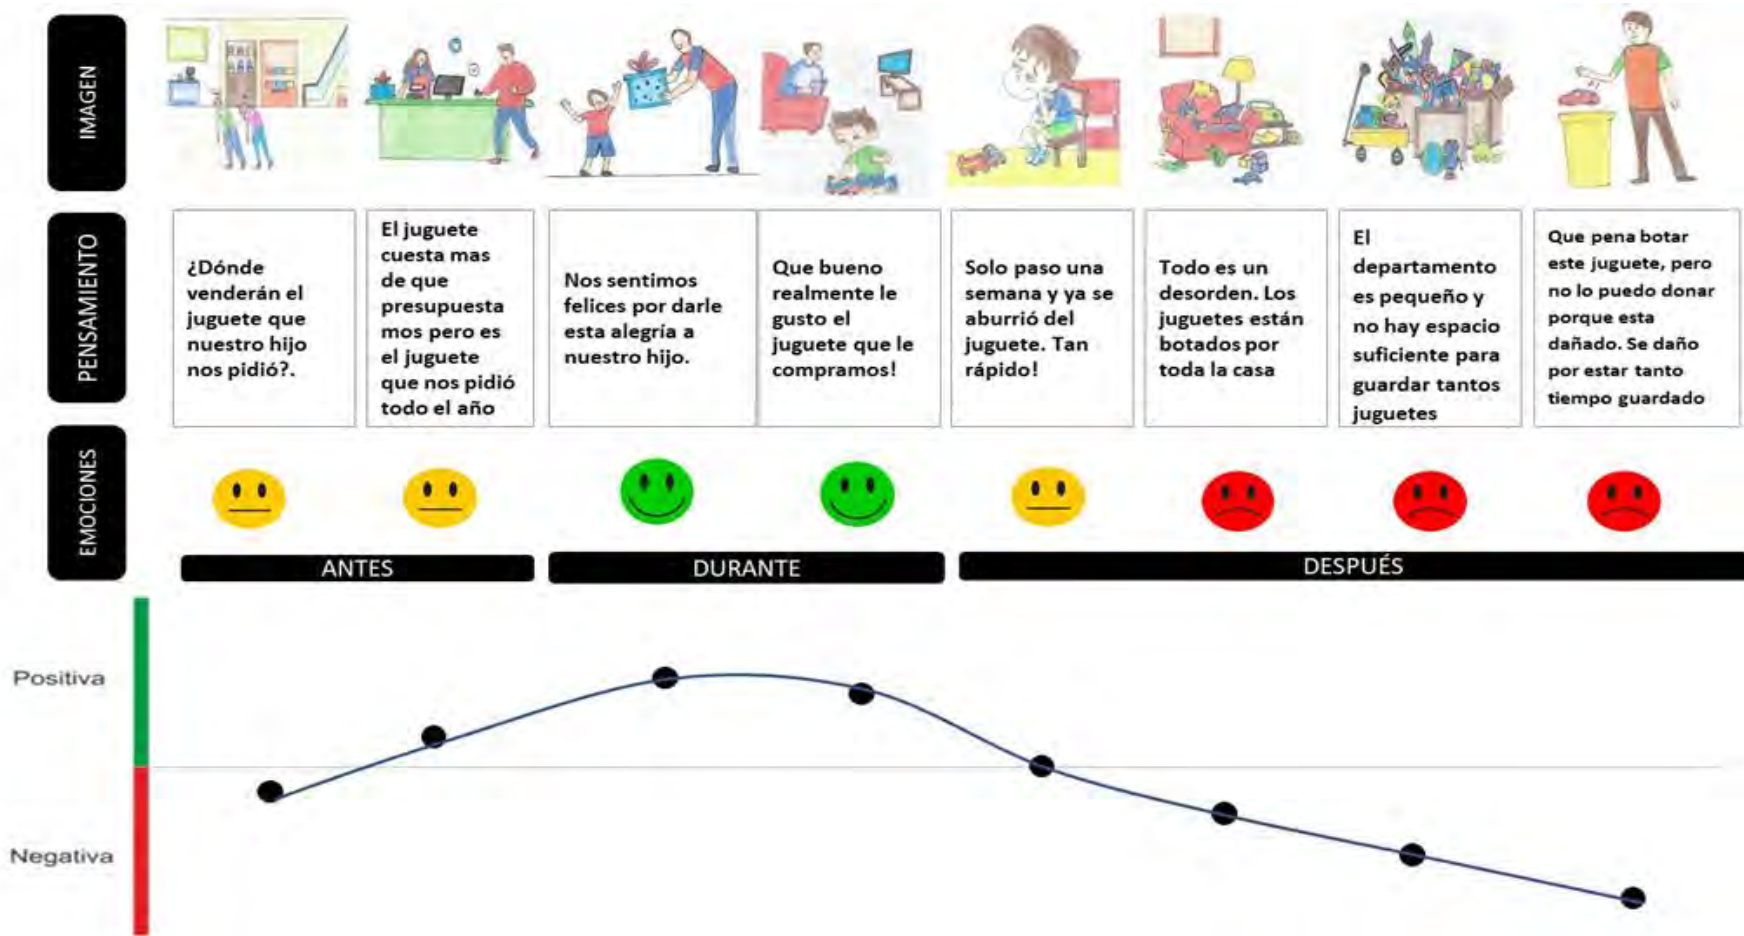 IMAGEN
PENSAMIENTO
¿Dónde
venderán el
juguete que
nuestro hijo
nos pidió?.
El juguete
cuesta mas
de que
presupuesta
mos pero es
el juguete
que nos pidió
todo el año
Nos sentimos
felices por darle
esta alegría a
nuestro hijo.
Que bueno
realmente le
gusto el
juguete que le
compramos!
Solo paso una
semana y ya se
aburrió del
juguete. Tan
rápido!
Todo es un
desorden. Los
juguetes están
botados por
toda la casa
El
departamento
es pequeño y
no hay espacio
suficiente para
guardar tantos
juguetes
Que pena botar
este juguete, pero
no lo puedo donar
porque esta
dañado. Se daño
por estar tanto
tiempo guardado
EMOCIONES
ANTES
DURANTE
DESPUÉS
Positiva
Negativa